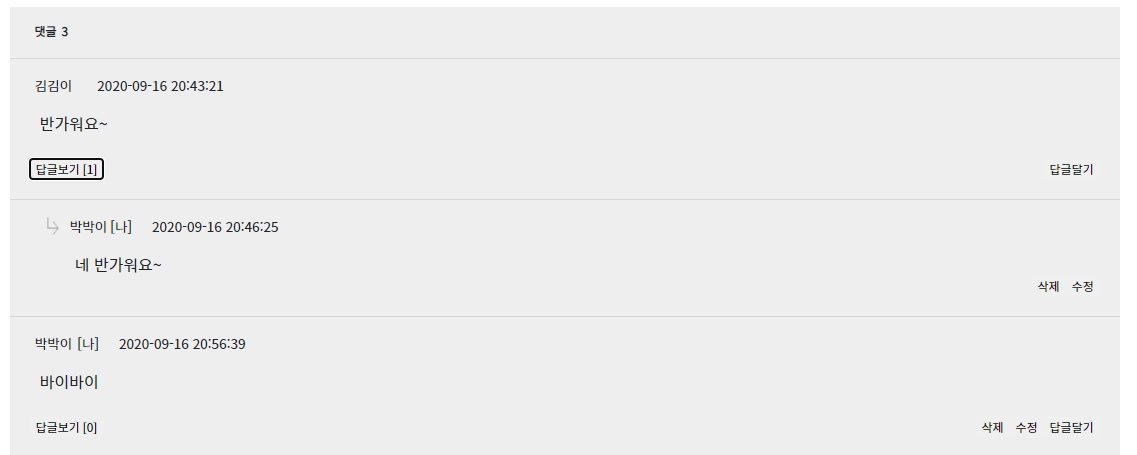 댓글 3
김김이 2020-09-16 20:43:21
반가워요~
답글보기 [1] 답글달기
박박이 [나] 2020-09-16 20:46:25
네 반가워요~
삭제 수정
박박이 [나] 2020-09-16 20:56:39
바이바이
답글보기 [0] 삭제 수정 답글달기